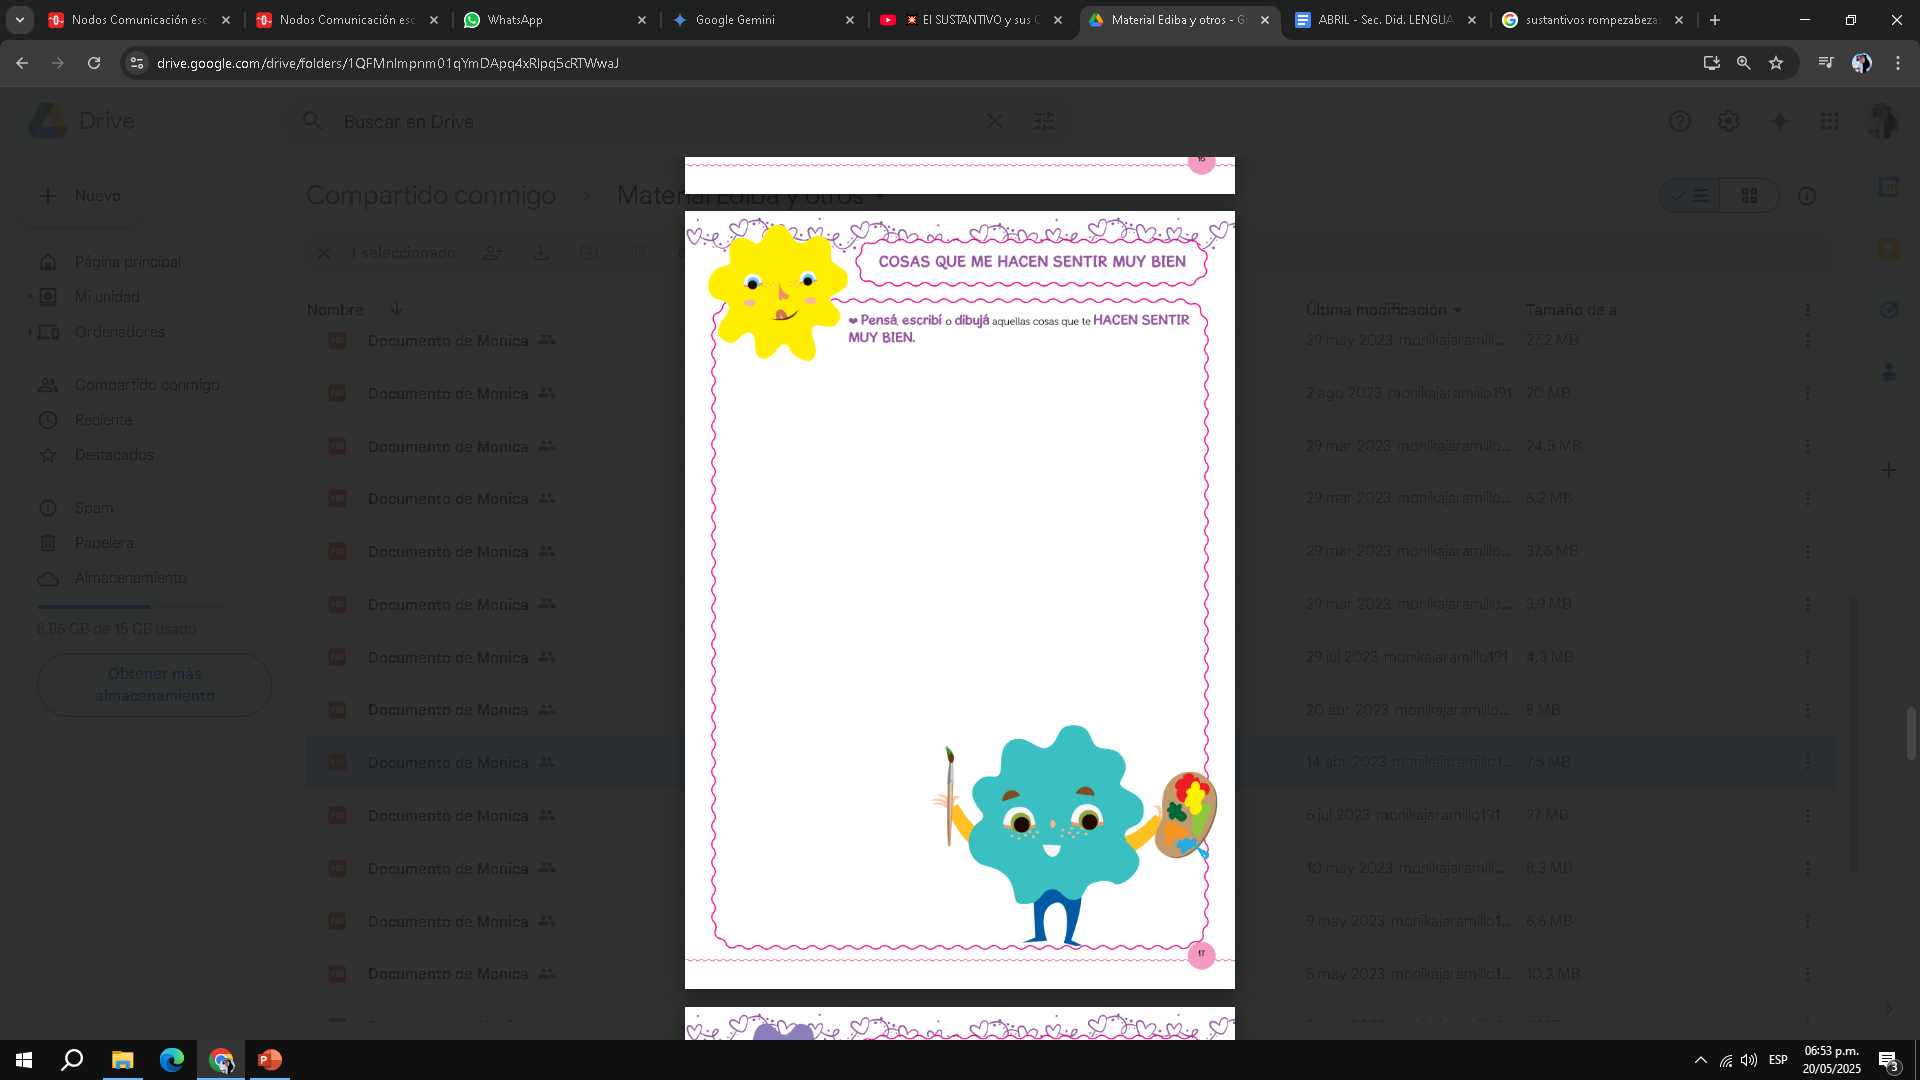 Nodos Comunicación esc
Nodos Comunicación esc
WhatsApp
Google Gemini
El SUSTANTIVO y sus C
Material Ediba y otros - G
ABRIL - Sec. Did. LENGUA
sustantivos rompezabeza
drive.google.com/drive/folders/1QFMnImpnm01qYmDApq4xRIpq5cRTWwaJ
Drive
Buscar en Drive
Nuevo
Compartido conmigo
Material Ediba y otros
1 seleccionado
Página principal
Mi unidad
Ordenadores
Compartido conmigo
Reciente
Destacados
Spam
Papelera
Almacenamiento
8,86 GB de 15 GB usado
Obtener más
almacenamiento
Nombre
Última modificación
Tamaño de a
Documento de Monica 29 may 2023 monikajaramill... 27,2 MB
Documento de Monica 2 ago 2023 monikajaramillo191 20 MB
Documento de Monica 29 mar 2023 monikajaramillo... 24,5 MB
Documento de Monica 29 mar 2023 monikajaramillo... 6,2 MB
Documento de Monica 29 mar 2023 monikajaramillo... 37,6 MB
Documento de Monica 29 mar 2023 monikajaramillo... 3,9 MB
Documento de Monica 29 jul 2023 monikajaramillo191 4,3 MB
Documento de Monica 20 abr 2023 monikajaramillo... 8 MB
Documento de Monica 14 abr 2023 monikajaramillo1... 7,5 MB
Documento de Monica 6 jul 2023 monikajaramillo191 27 MB
Documento de Monica 10 may 2023 monikajaramillo... 8,3 MB
Documento de Monica 9 may 2023 monikajaramillo1... 6,6 MB
Documento de Monica 5 may 2023 monikajaramillo1... 10,2 MB
16
COSAS QUE ME HACEN SENTIR MUY BIEN
❤ Pensá, escribí o dibujá aquellas cosas que te HACEN SENTIR
MUY BIEN.
17
ESP
06:53 p.m.
20/05/2025
3